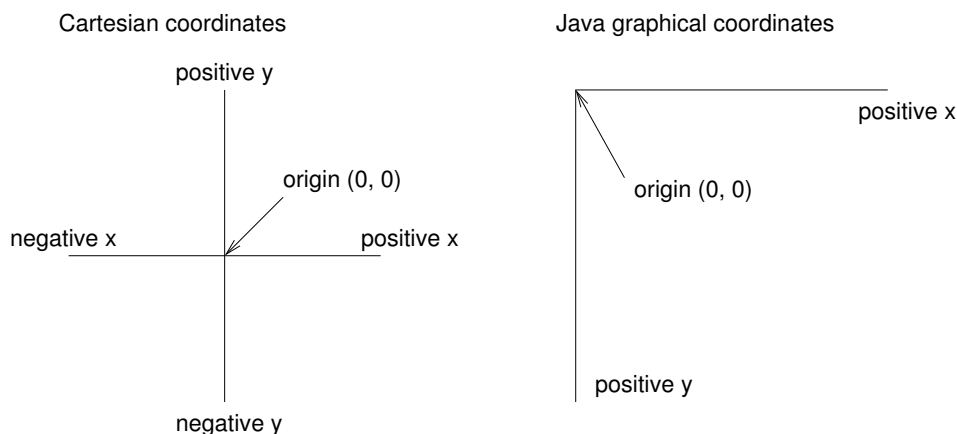 Cartesian coordinates
positive y
origin (0, 0)
negative x
positive x
negative y
Java graphical coordinates
positive x
origin (0, 0)
positive y